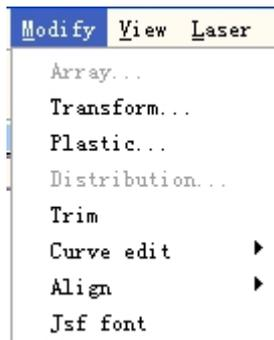 Modify View Laser
Array...
Transform...
Plastic...
Distribution...
Trim
Curve edit
Align
Jsf font